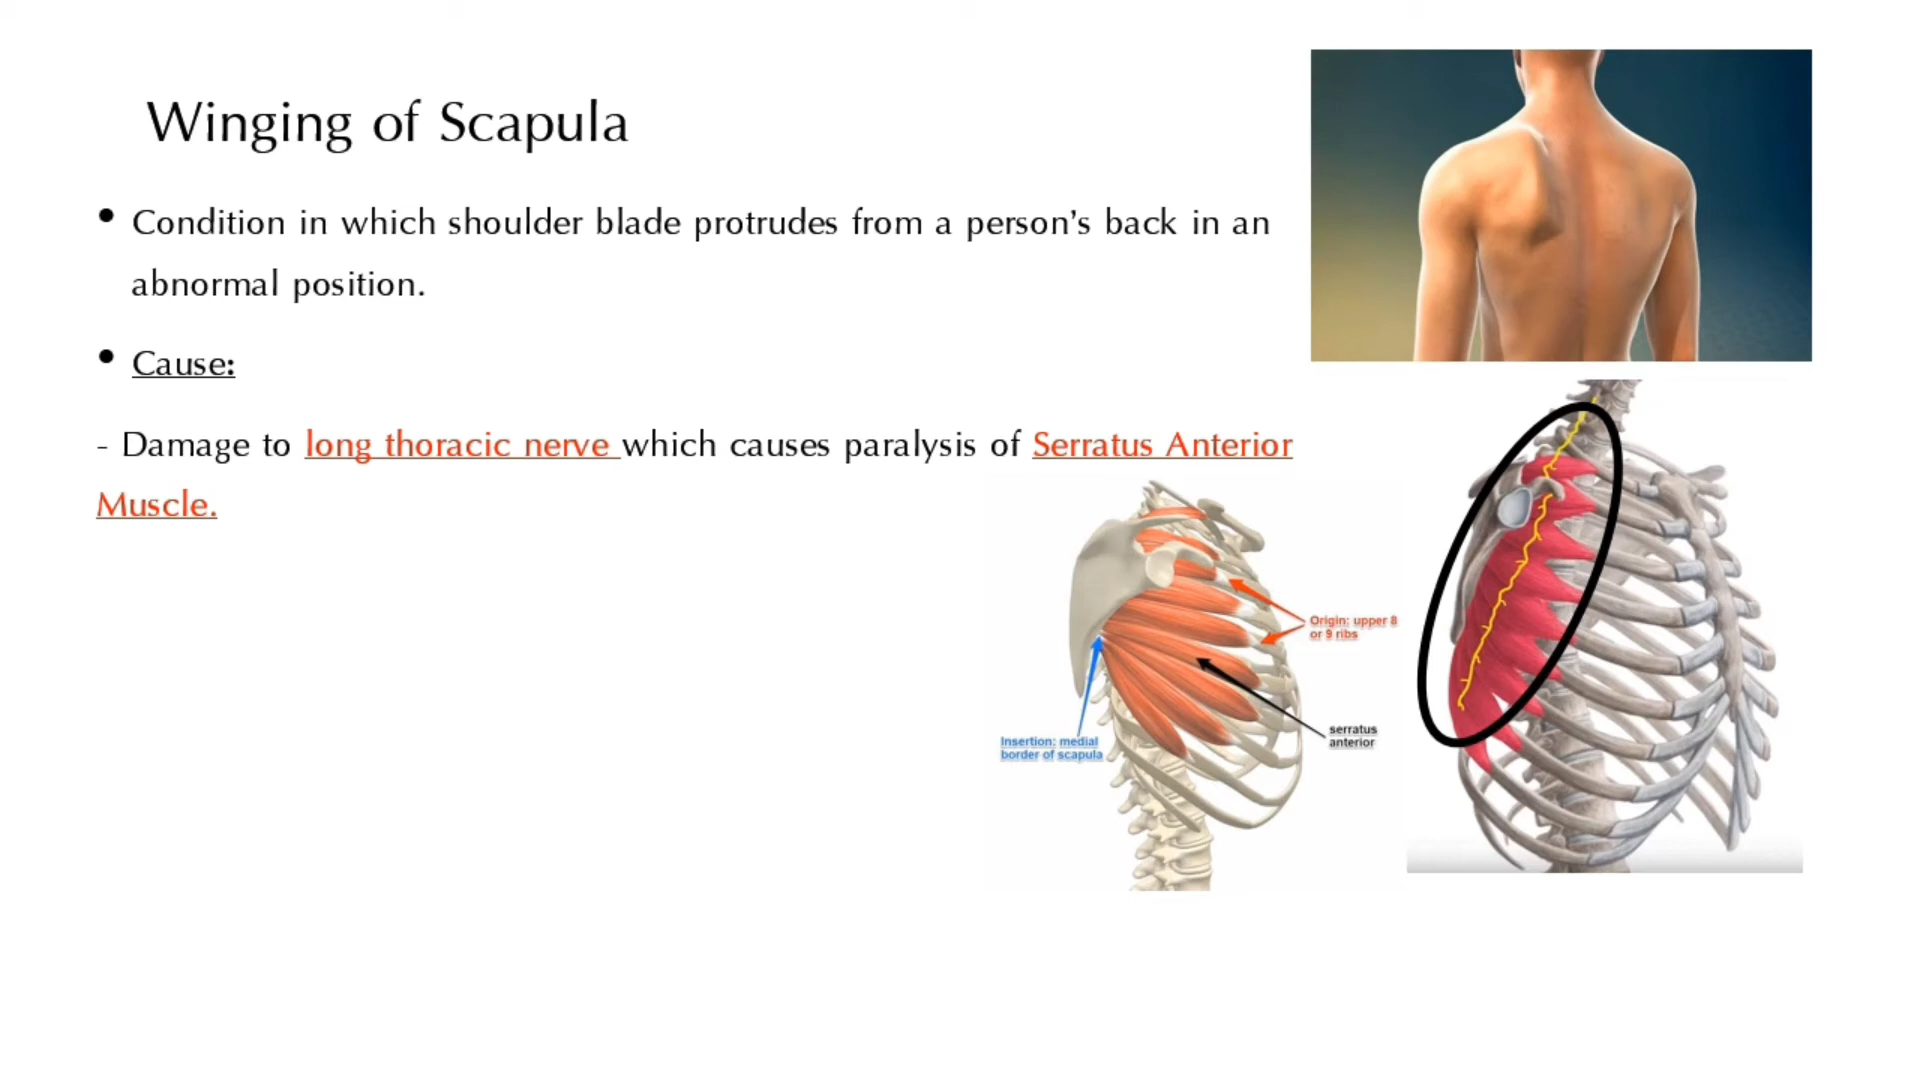 Winging of Scapula
• Condition in which shoulder blade protrudes from a person's back in an
abnormal position.
• Cause:
- Damage to long thoracic nerve which causes paralysis of Serratus Anterior
Muscle.
Origin: upper 8
or 9 ribs
serratus
anterior
Insertion: medial
border of scapula